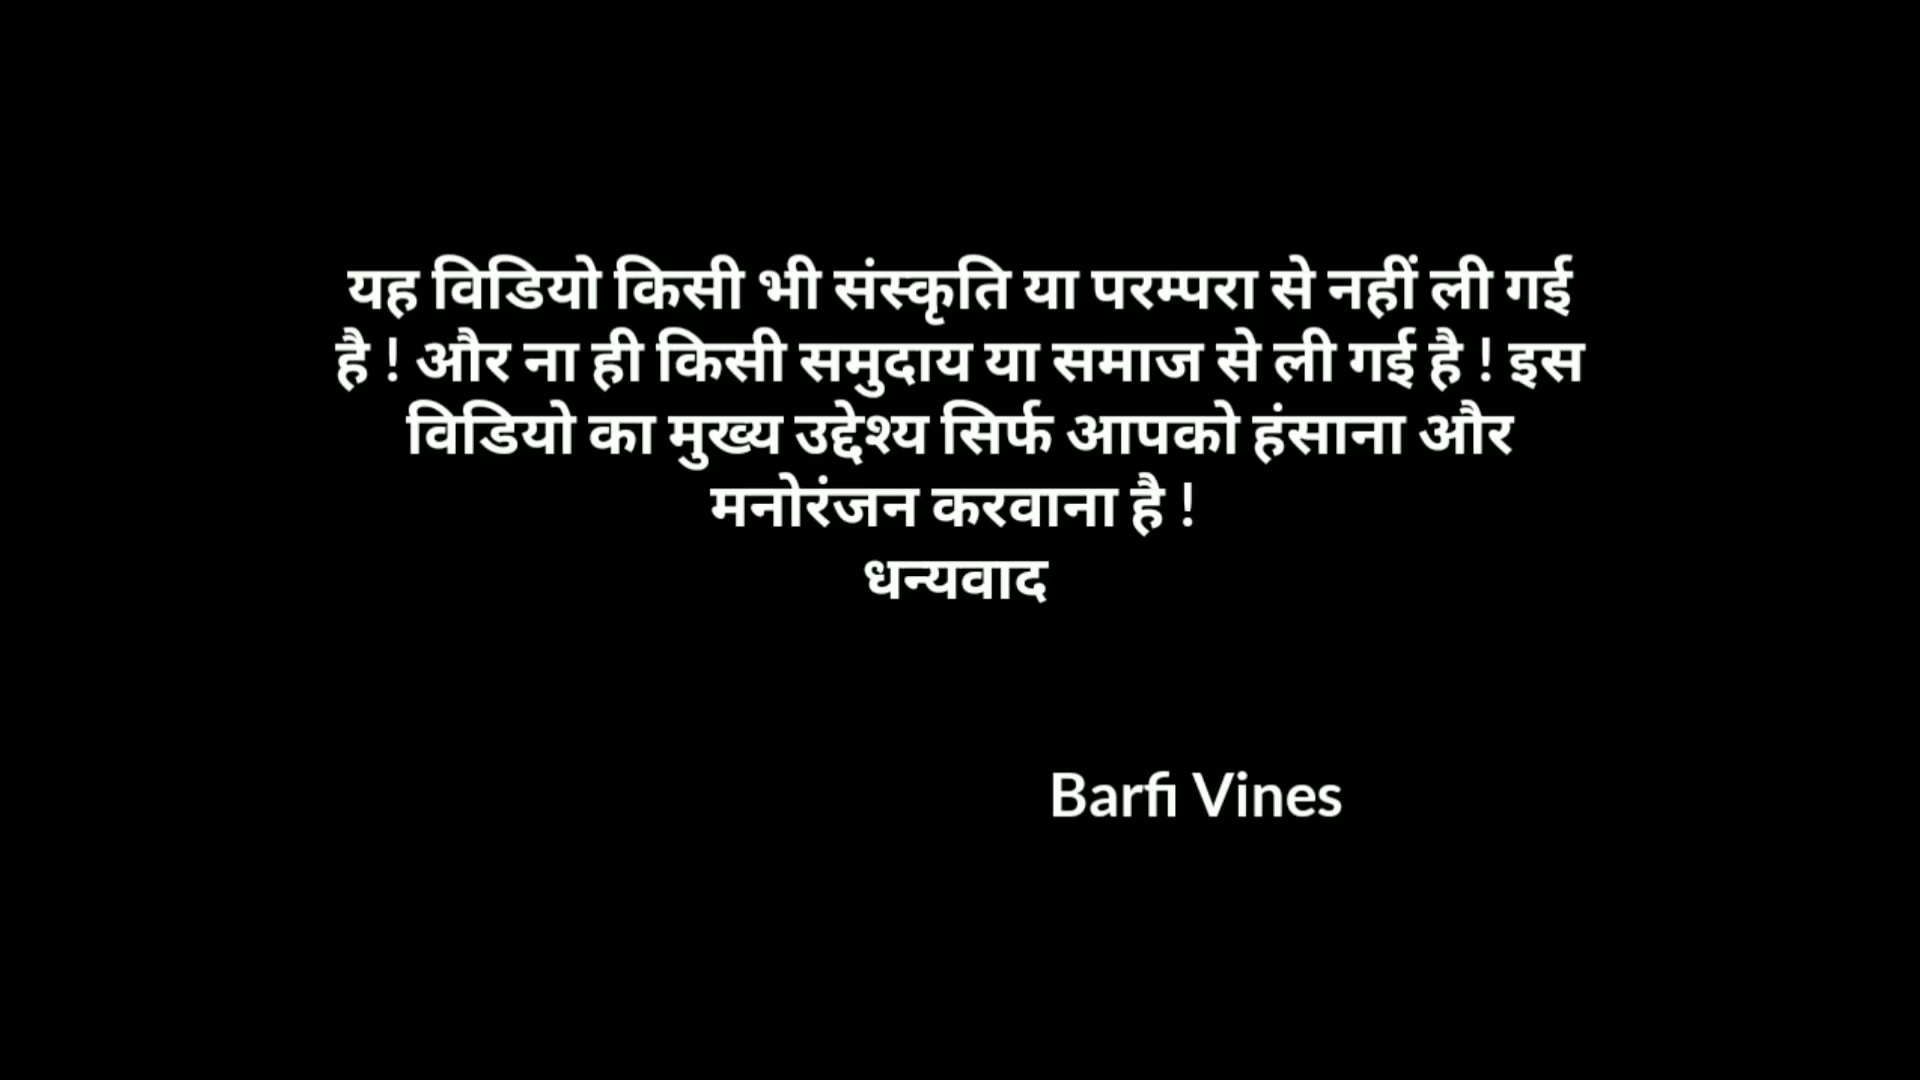 यह विडियो किसी भी संस्कृति या परम्परा से नहीं ली गई
है ! और ना ही किसी समुदाय या समाज से ली गई है ! इस
विडियो का मुख्य उद्देश्य सिर्फ आपको हंसाना और
मनोरंजन करवाना है !
धन्यवाद
Barfi Vines